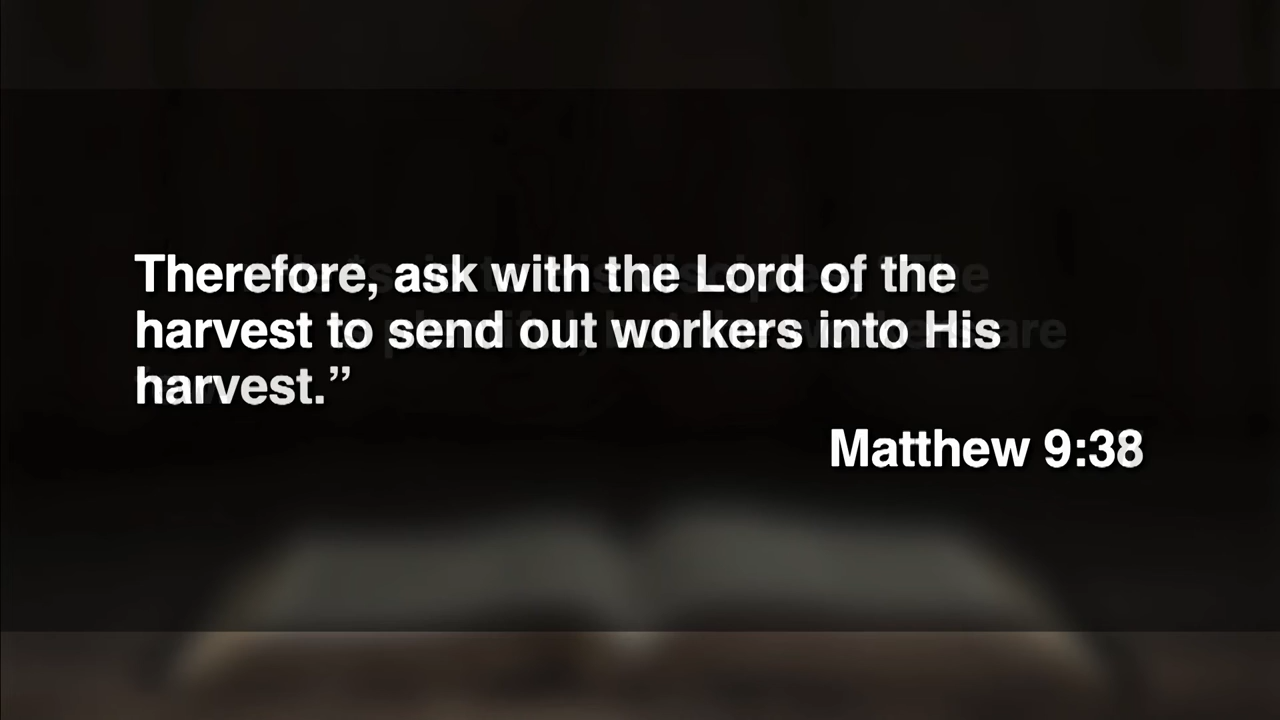 Therefore, ask with the Lord of the
harvest to send out workers into His
harvest.”
Matthew 9:38